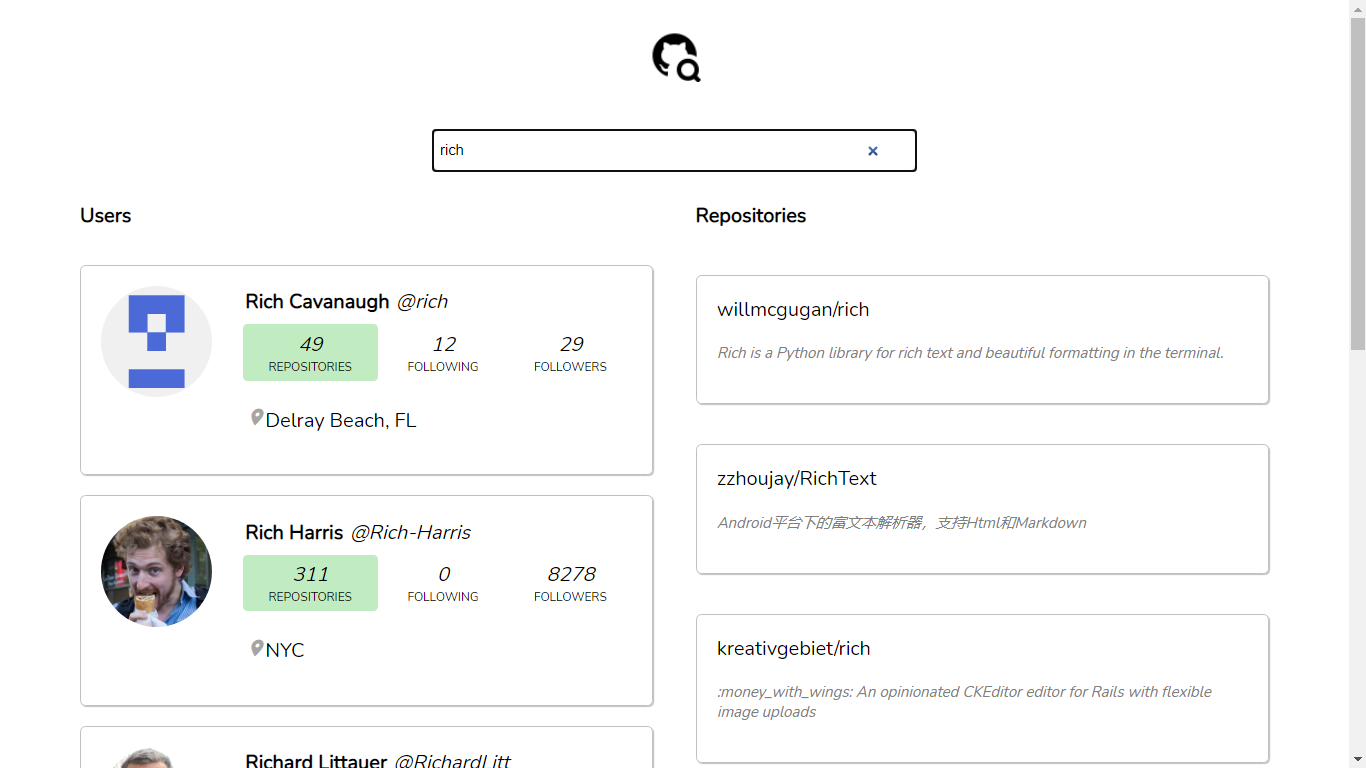 rich
Users
Rich Cavanaugh @rich
49
REPOSITORIES
12
FOLLOWING
29
FOLLOWERS
Delray Beach, FL
Rich Harris @Rich-Harris
311
REPOSITORIES
0
FOLLOWING
8278
FOLLOWERS
NYC
Richard Littauer @RichardLitt
Repositories
willmcgugan/rich
Rich is a Python library for rich text and beautiful formatting in the terminal.
zzhoujay/RichText
Android平台下的富文本解析器，支持Html和Markdown
kreativgebiet/rich
:money_with_wings: An opinionated CKEditor editor for Rails with flexible
image uploads